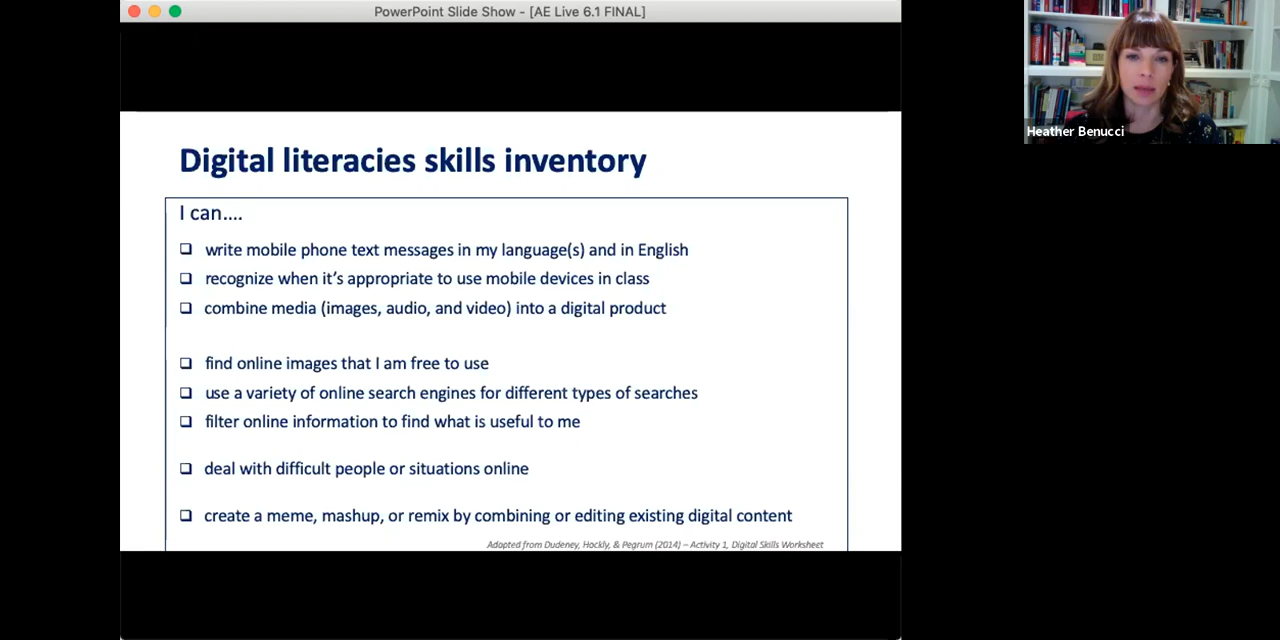 PowerPoint Slide Show - [AE Live 6.1 FINAL]
Heather Benucci
Digital literacies skills inventory
I can....
❑ write mobile phone text messages in my language(s) and in English
❑ recognize when it's appropriate to use mobile devices in class
❑ combine media (images, audio, and video) into a digital product
❑ find online images that I am free to use
❑ use a variety of online search engines for different types of searches
❑ filter online information to find what is useful to me
❑ deal with difficult people or situations online
❑ create a meme, mashup, or remix by combining or editing existing digital content
Adapted from Dudeney, Hockly, & Pegrum (2014) – Activity 1, Digital Skills Worksheet